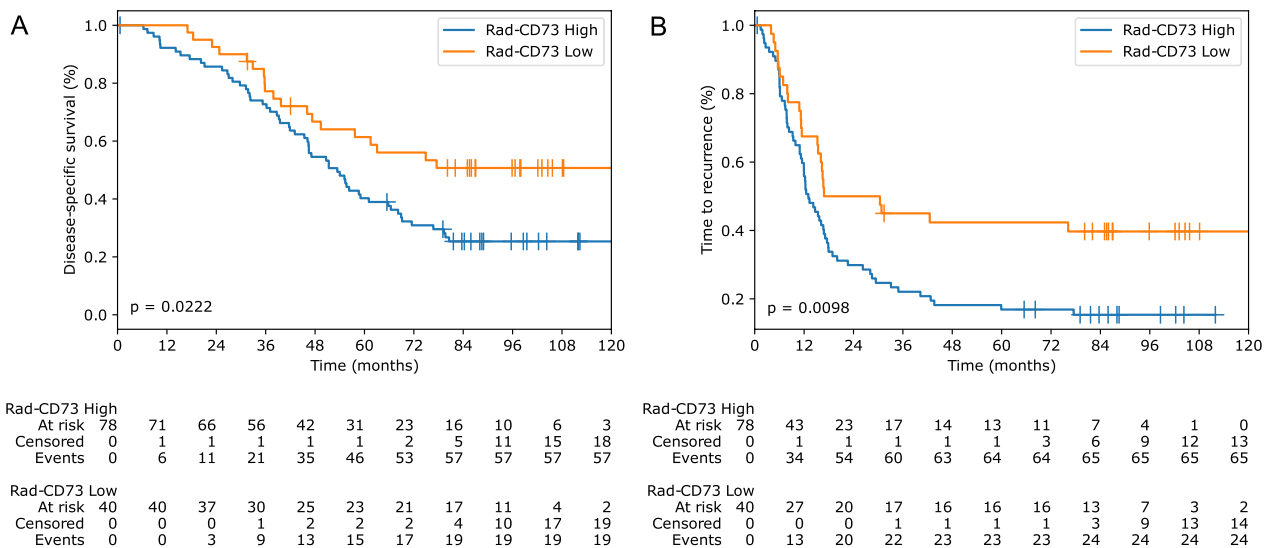 A
Rad-CD73 High
Rad-CD73 Low
Disease-specific survival (%)
1.0
0.8
0.6
0.4
0.2
0.0
p = 0.0222
0 12 24 36 48 60 72 84 96 108 120
Time (months)
Rad-CD73 High
At risk 78 71 66 56 42 31 23 16 10 6 3
Censored 0 1 1 1 1 1 2 5 11 15 18
Events 0 6 11 21 35 46 53 57 57 57 57
Rad-CD73 Low
At risk 40 40 37 30 25 23 21 17 11 4 2
Censored 0 0 0 1 2 2 2 4 10 17 19
Events 0 0 3 9 13 15 17 19 19 19 19
B
Rad-CD73 High
Rad-CD73 Low
Time to recurrence (%)
1.0
0.8
0.6
0.4
0.2
p = 0.0098
0 12 24 36 48 60 72 84 96 108 120
Time (months)
Rad-CD73 High
At risk 78 43 23 17 14 13 11 7 4 1 0
Censored 0 1 1 1 1 1 3 6 9 12 13
Events 0 34 54 60 63 64 64 65 65 65 65
Rad-CD73 Low
At risk 40 27 20 17 16 16 16 13 7 3 2
Censored 0 0 0 1 1 1 1 3 9 13 14
Events 0 13 20 22 23 23 23 24 24 24 24